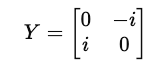 Y = [0 -i
i 0]